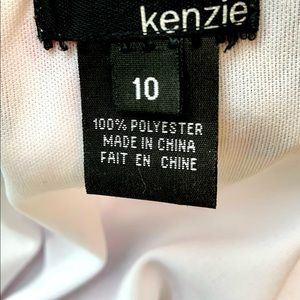 kenzie
10
100% POLYESTER
MADE IN CHINA
FAIT EN CHINE